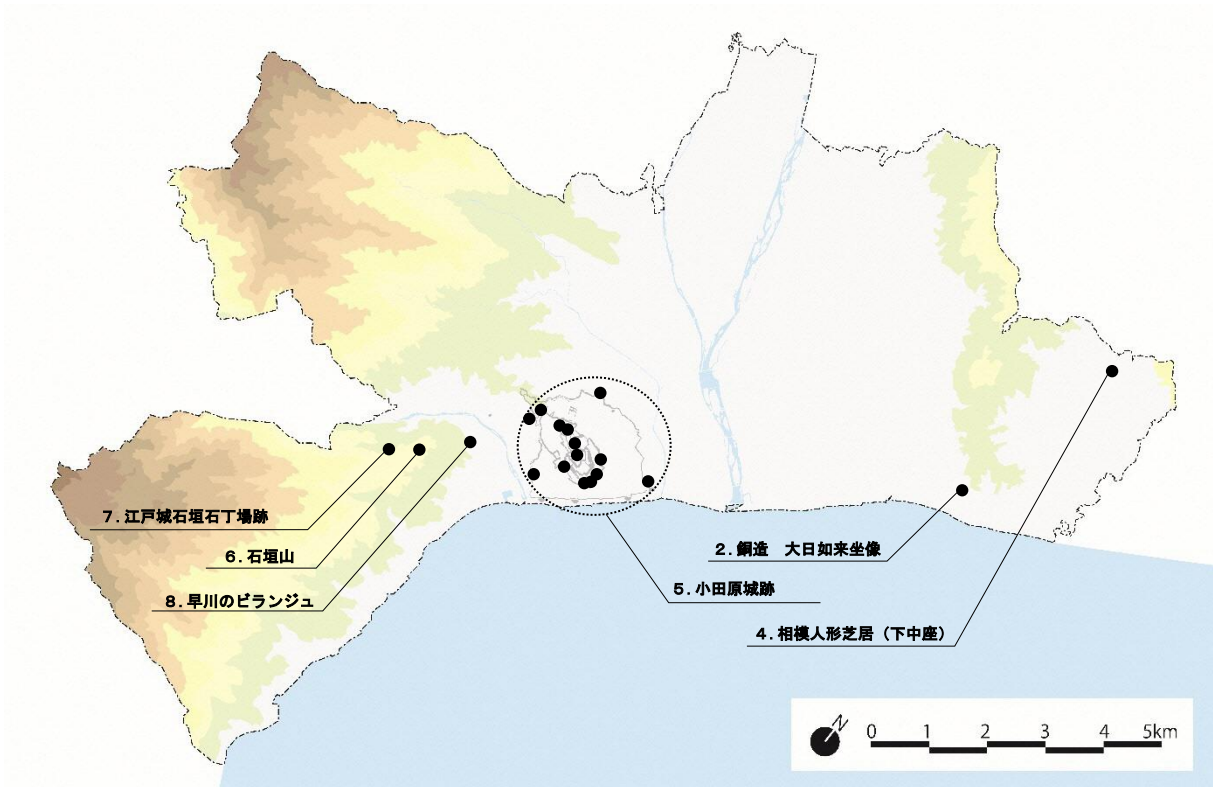 7.江戸城石垣石丁場跡
6.石垣山
8.早川のビランジュ
2.銅造　大日如来坐像
5.小田原城跡
4.相模人形芝居（下中座）
N
0 1 2 3 4 5km